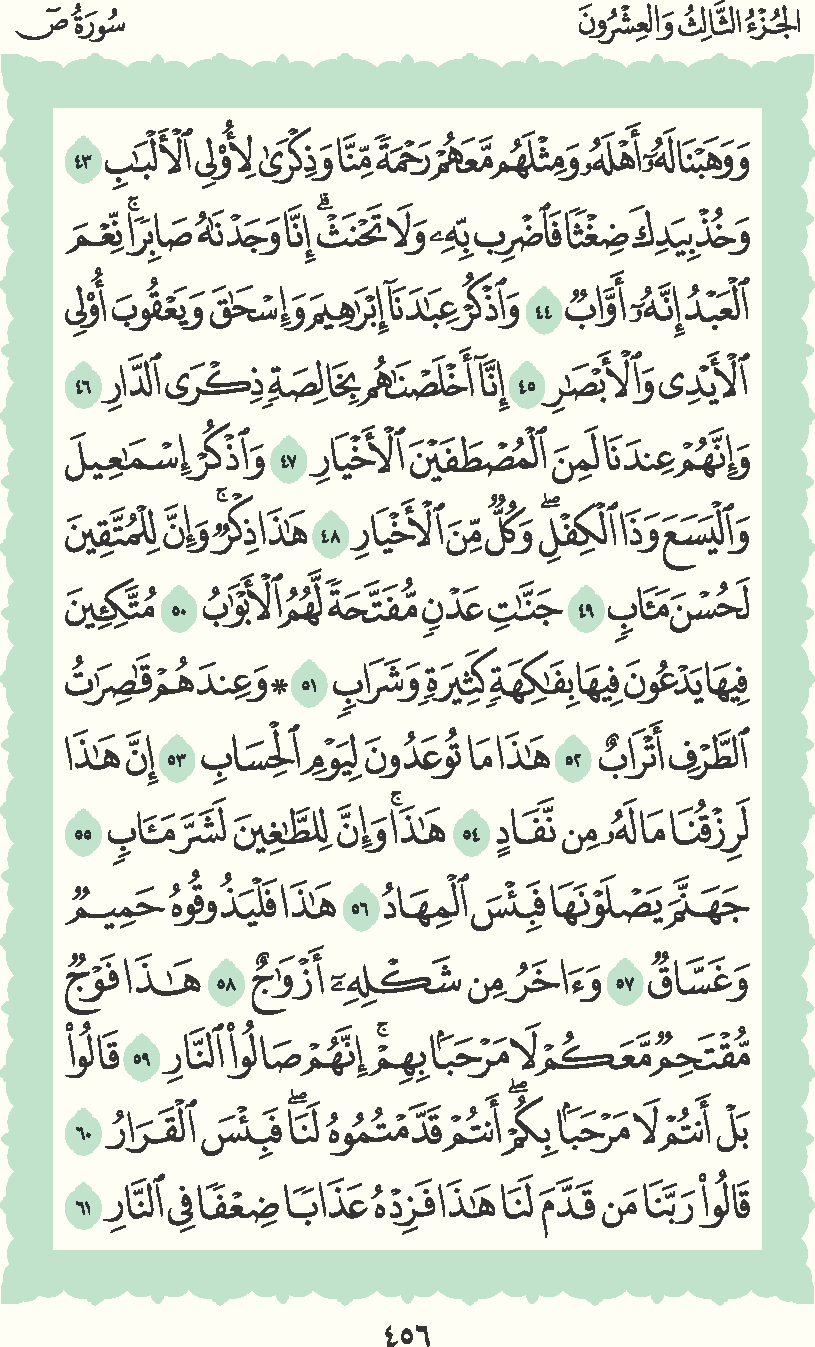 الجُزْءُ الثَّالِثُ وَالعِشْرُونَ
سُورَةُ صٓ
وَوَهَبْنَا لَهُۥٓ أَهْلَهُۥ وَمِثْلَهُم مَّعَهُمْ رَحْمَةً مِّنَّا وَذِكْرَىٰ لِأُو۟لِى ٱلْأَلْبَٰبِ ٤٣
وَخُذْ بِيَدِكَ ضِغْثًا فَٱضْرِب بِّهِۦ وَلَا تَحْنَثْ ۗ إِنَّا وَجَدْنَٰهُ صَابِرًا ۚ نِّعْمَ
ٱلْعَبْدُ إِنَّهُۥٓ أَوَّابٌ ٤٤ وَٱذْكُرْ عِبَٰدَنَآ إِبْرَٰهِيمَ وَإِسْحَٰقَ وَيَعْقُوبَ أُو۟لِى
ٱلْأَيْدِى وَٱلْأَبْصَٰرِ ٤٥ إِنَّآ أَخْلَصْنَٰهُم بِخَالِصَةٍ ذِكْرَى ٱلدَّارِ ٤٦
وَإِنَّهُمْ عِندَنَا لَمِنَ ٱلْمُصْطَفَيْنَ ٱلْأَخْيَارِ ٤٧ وَٱذْكُرْ إِسْمَٰعِيلَ
وَٱلْيَسَعَ وَذَا ٱلْكِفْلِ ۖ وَكُلٌّ مِّنَ ٱلْأَخْيَارِ ٤٨ هَٰذَا ذِكْرٌ ۚ وَإِنَّ لِلْمُتَّقِينَ
لَحُسْنَ مَـَٔابٍ ٤٩ جَنَّٰتِ عَدْنٍ مُّفَتَّحَةً لَّهُمُ ٱلْأَبْوَٰبُ ٥٠ مُتَّكِـِٔينَ
فِيهَا يَدْعُونَ فِيهَا بِفَٰكِهَةٍ كَثِيرَةٍ وَشَرَابٍ ٥١ * وَعِندَهُمْ قَٰصِرَٰتُ
ٱلطَّرْفِ أَتْرَابٌ ٥٢ هَٰذَا مَا تُوعَدُونَ لِيَوْمِ ٱلْحِسَابِ ٥٣ إِنَّ هَٰذَا
لَرِزْقُنَا مَا لَهُۥ مِن نَّفَادٍ ٥٤ هَٰذَا ۚ وَإِنَّ لِلطَّٰغِينَ لَشَرَّ مَـَٔابٍ ٥٥
جَهَنَّمَ يَصْلَوْنَهَا فَبِئْسَ ٱلْمِهَادُ ٥٦ هَٰذَا فَلْيَذُوقُوهُ حَمِيمٌ
وَغَسَّاقٌ ٥٧ وَءَاخَرُ مِن شَكْلِهِۦٓ أَزْوَٰجٌ ٥٨ هَٰذَا فَوْجٌ
مُّقْتَحِمٌ مَّعَكُمْ لَا مَرْحَبًۢا بِهِمْ ۚ إِنَّهُمْ صَالُوا۟ ٱلنَّارِ ٥٩ قَالُوا۟
بَلْ أَنتُمْ لَا مَرْحَبًۢا بِكُمْ ۖ أَنتُمْ قَدَّمْتُمُوهُ لَنَا ۖ فَبِئْسَ ٱلْقَرَارُ ٦٠
قَالُوا۟ رَبَّنَا مَن قَدَّمَ لَنَا هَٰذَا فَزِدْهُ عَذَابًا ضِعْفًا فِى ٱلنَّارِ ٦١
٤٥٦